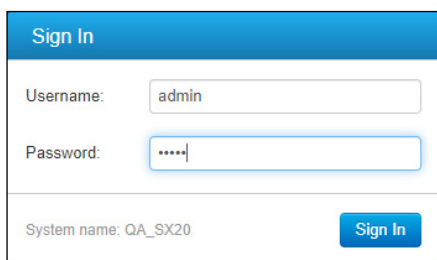 Sign In
Username: admin
Password: •••••
System name: QA_SX20 Sign In